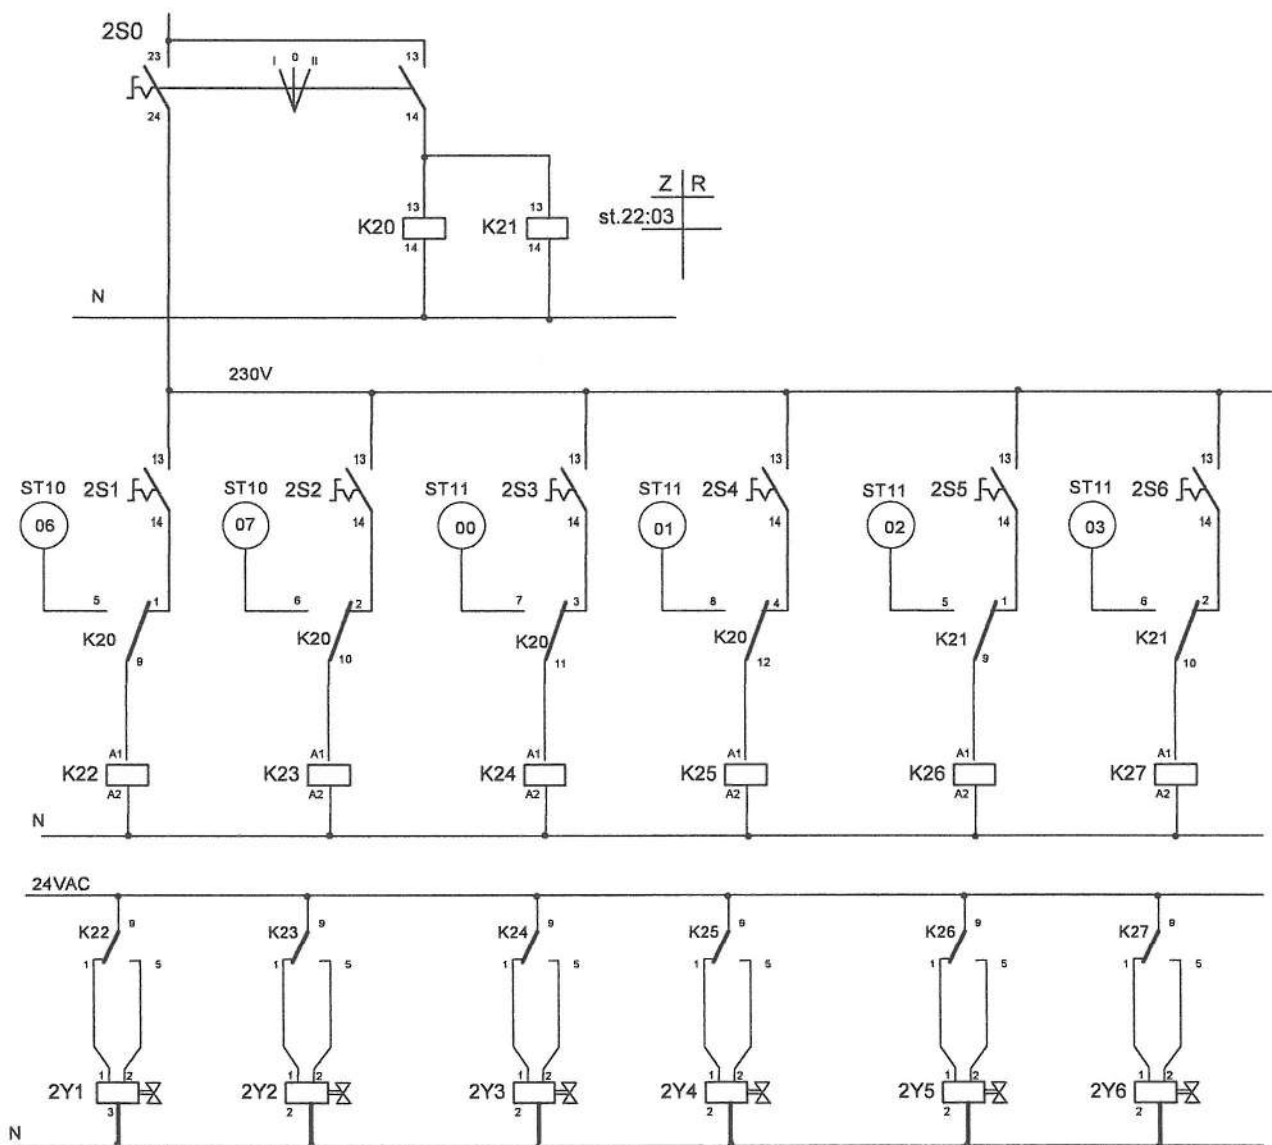 2S0
23 I 0 II 13
24 14
Z R
13 13 st.22:03
K20 K21
14 14
N
230V
13 13 13 13 13 13
ST10 2S1 ST10 2S2 ST11 2S3 ST11 2S4 ST11 2S5 ST11 2S6
06 14 07 14 00 14 01 14 02 14 03 14
5 1 6 2 7 3 8 4 5 1 6 2
K20 K20 K20 K20 K21 K21
9 10 11 12 9 10
A1 A1 A1 A1 A1 A1
K22 K23 K24 K25 K26 K27
A2 A2 A2 A2 A2 A2
N
24VAC
K22 9 K23 9 K24 9 K25 9 K26 9 K27 9
1 5 1 5 1 5 1 5 1 5 1 5
1 2 1 2 1 2 1 2 1 2 1 2
2Y1 2Y2 2Y3 2Y4 2Y5 2Y6
3 2 2 2 2 2
N